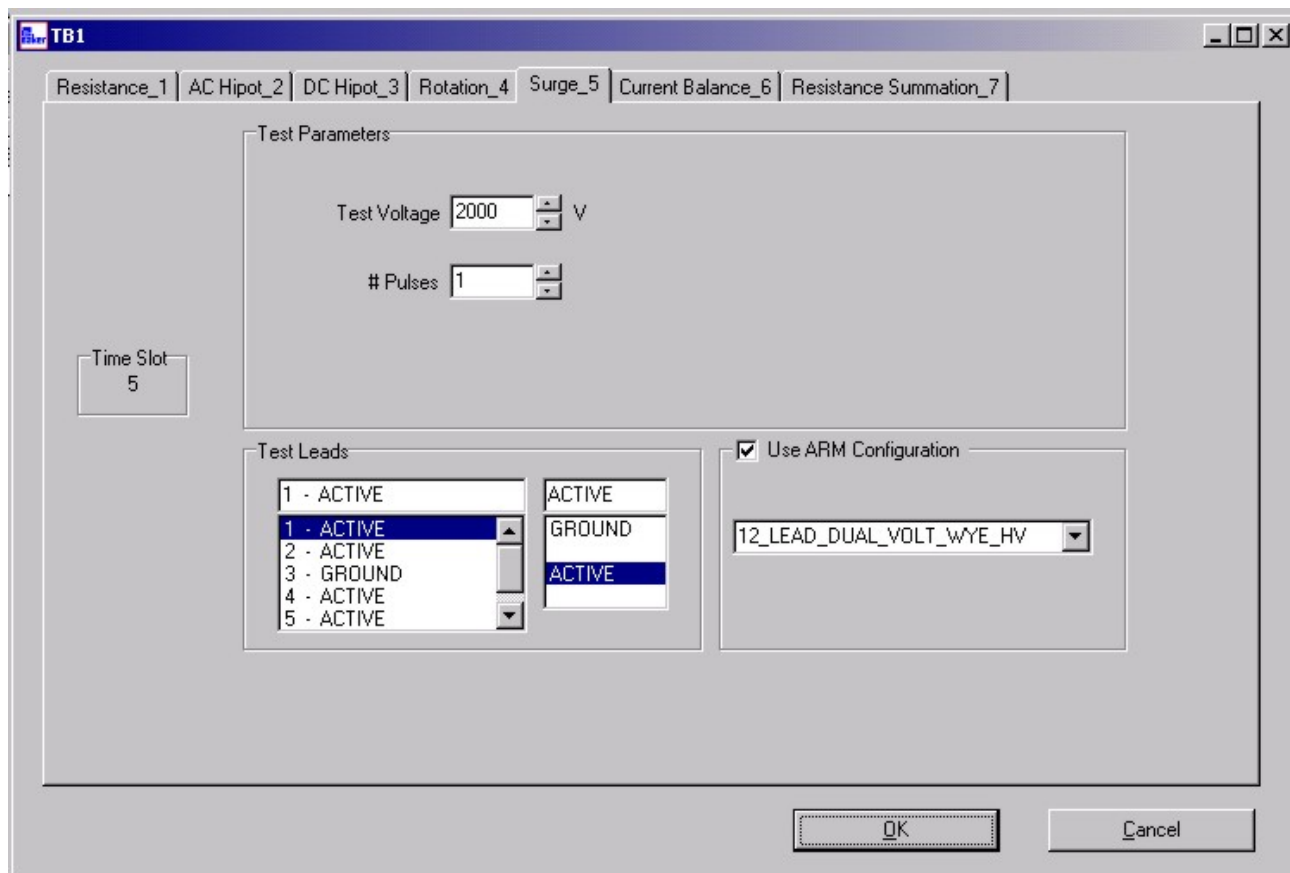 TB1
Resistance_1 AC Hipot_2 DC Hipot_3 Rotation_4 Surge_5 Current Balance_6 Resistance Summation_7
Test Parameters
Test Voltage 2000 V
# Pulses 1
Time Slot
5
Test Leads
1 - ACTIVE ACTIVE
1 - ACTIVE GROUND
2 - ACTIVE
3 - GROUND ACTIVE
4 - ACTIVE
5 - ACTIVE
Use ARM Configuration
12_LEAD_DUAL_VOLT_WYE_HV
OK Cancel